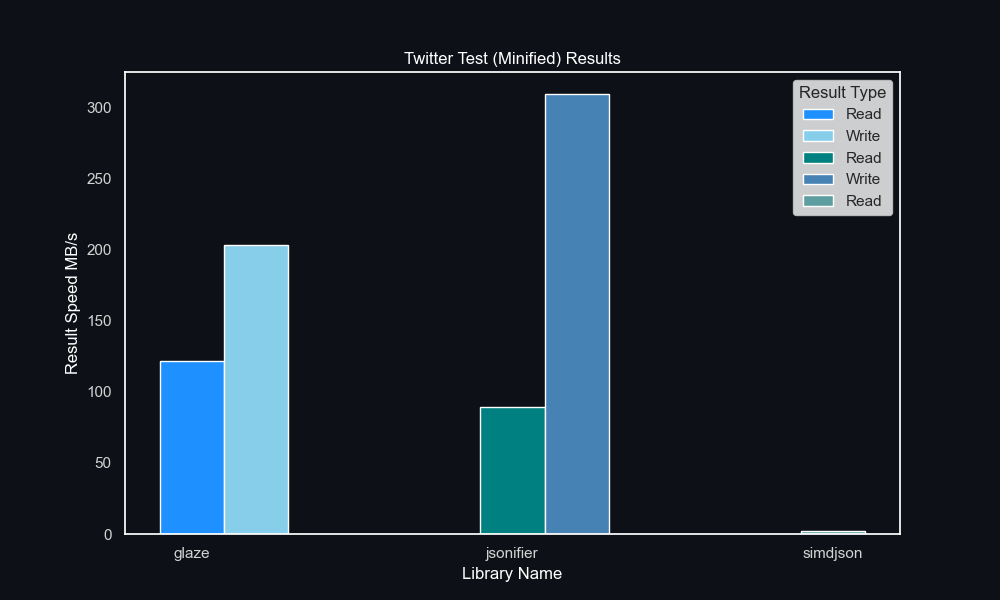 Twitter Test (Minified) Results
Result Type
Read
Write
Read
Write
Read
Result Speed MB/s
300
250
200
150
100
50
0
glaze
jsonifier
simdjson
Library Name